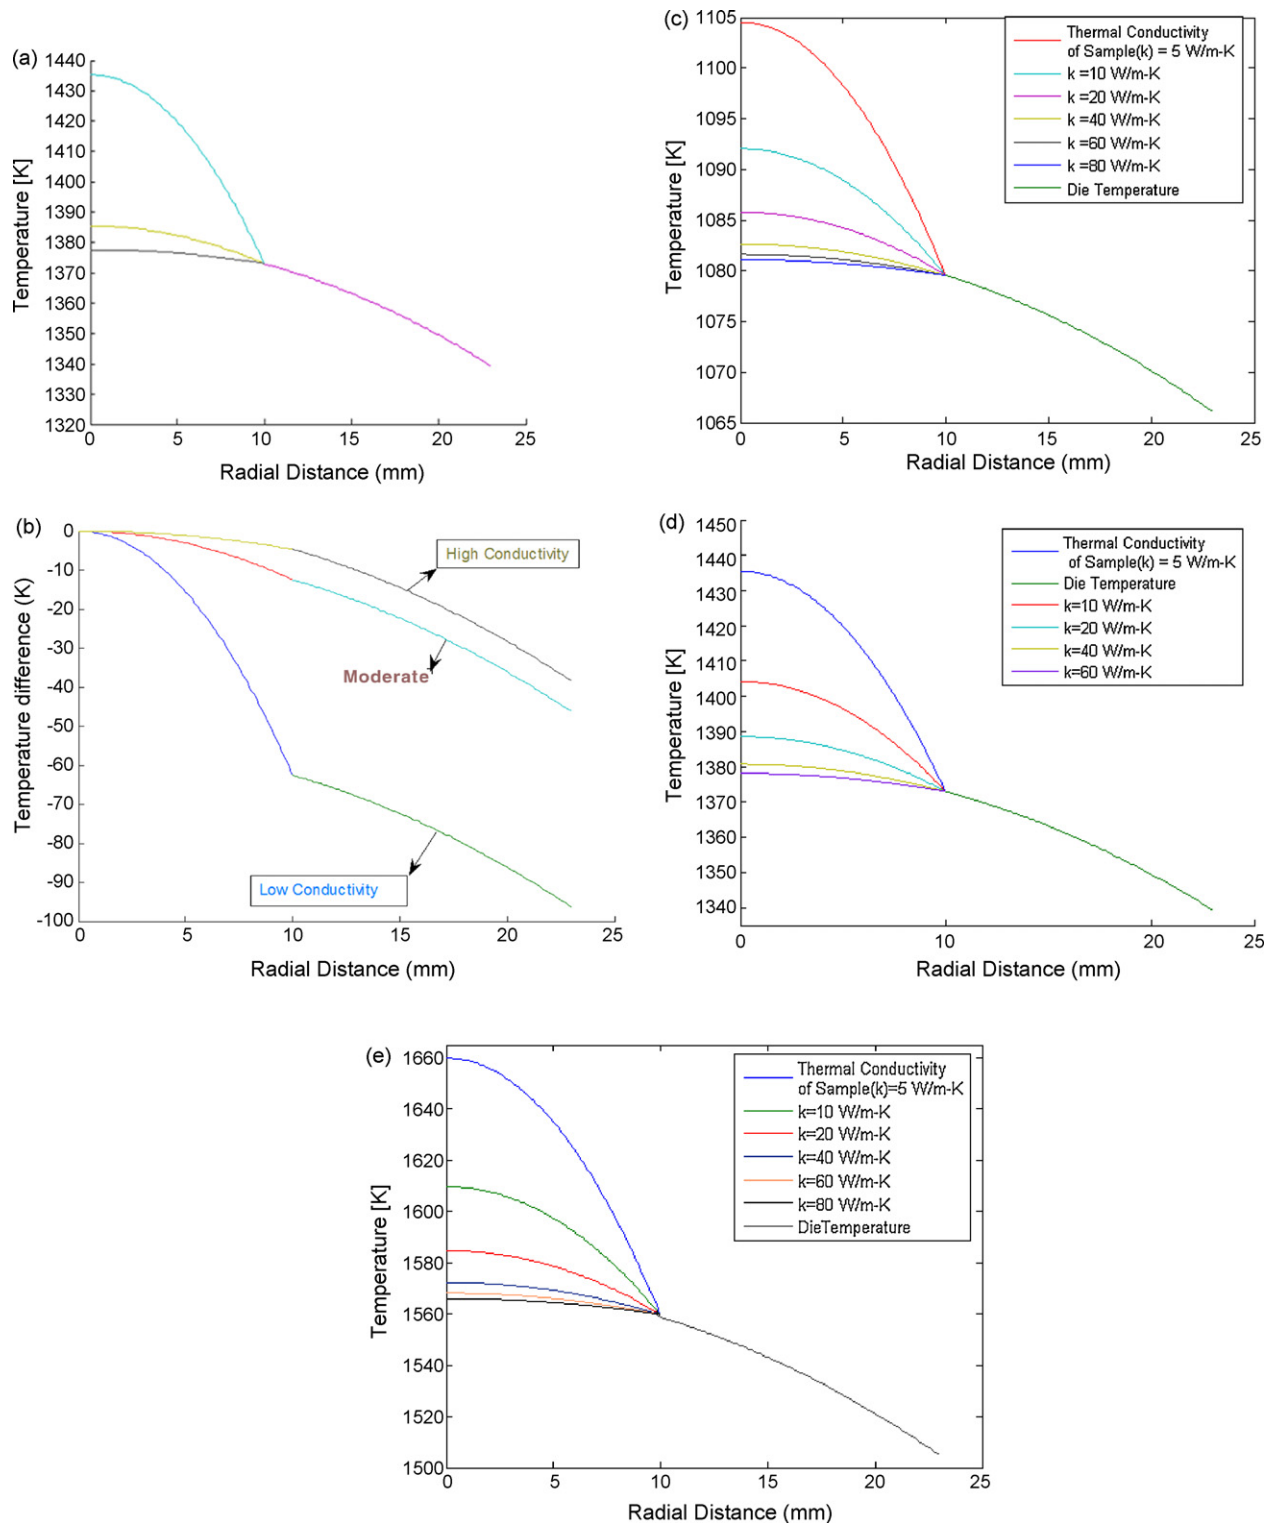 (a)
1440
1430
1420
1410
1400
1390
1380
1370
1360
1350
1340
1330
1320
0 5 10 15 20 25
Temperature [K]
Radial Distance (mm)
(c)
1105
1100
1095
1090
1085
1080
1075
1070
1065
0 5 10 15 20 25
Temperature [K]
Radial Distance (mm)
Thermal Conductivity
of Sample(k) = 5 W/m-K
k =10 W/m-K
k =20 W/m-K
k =40 W/m-K
k =60 W/m-K
k =80 W/m-K
Die Temperature
(b)
0
-10
-20
-30
-40
-50
-60
-70
-80
-90
-100
0 5 10 15 20 25
Temperature difference (K)
Radial Distance (mm)
High Conductivity
Moderate
Low Conductivity
(d)
1450
1440
1430
1420
1410
1400
1390
1380
1370
1360
1350
1340
0 5 10 15 20 25
Temperature [K]
Radial Distance (mm)
Thermal Conductivity
of Sample(k) = 5 W/m-K
Die Temperature
k=10 W/m-K
k=20 W/m-K
k=40 W/m-K
k=60 W/m-K
(e)
1660
1640
1620
1600
1580
1560
1540
1520
1500
0 5 10 15 20 25
Temperature [K]
Radial Distance (mm)
Thermal Conductivity
of Sample(k)=5 W/m-K
k=10 W/m-K
k=20 W/m-K
k=40 W/m-K
k=60 W/m-K
k=80 W/m-K
DieTemperature